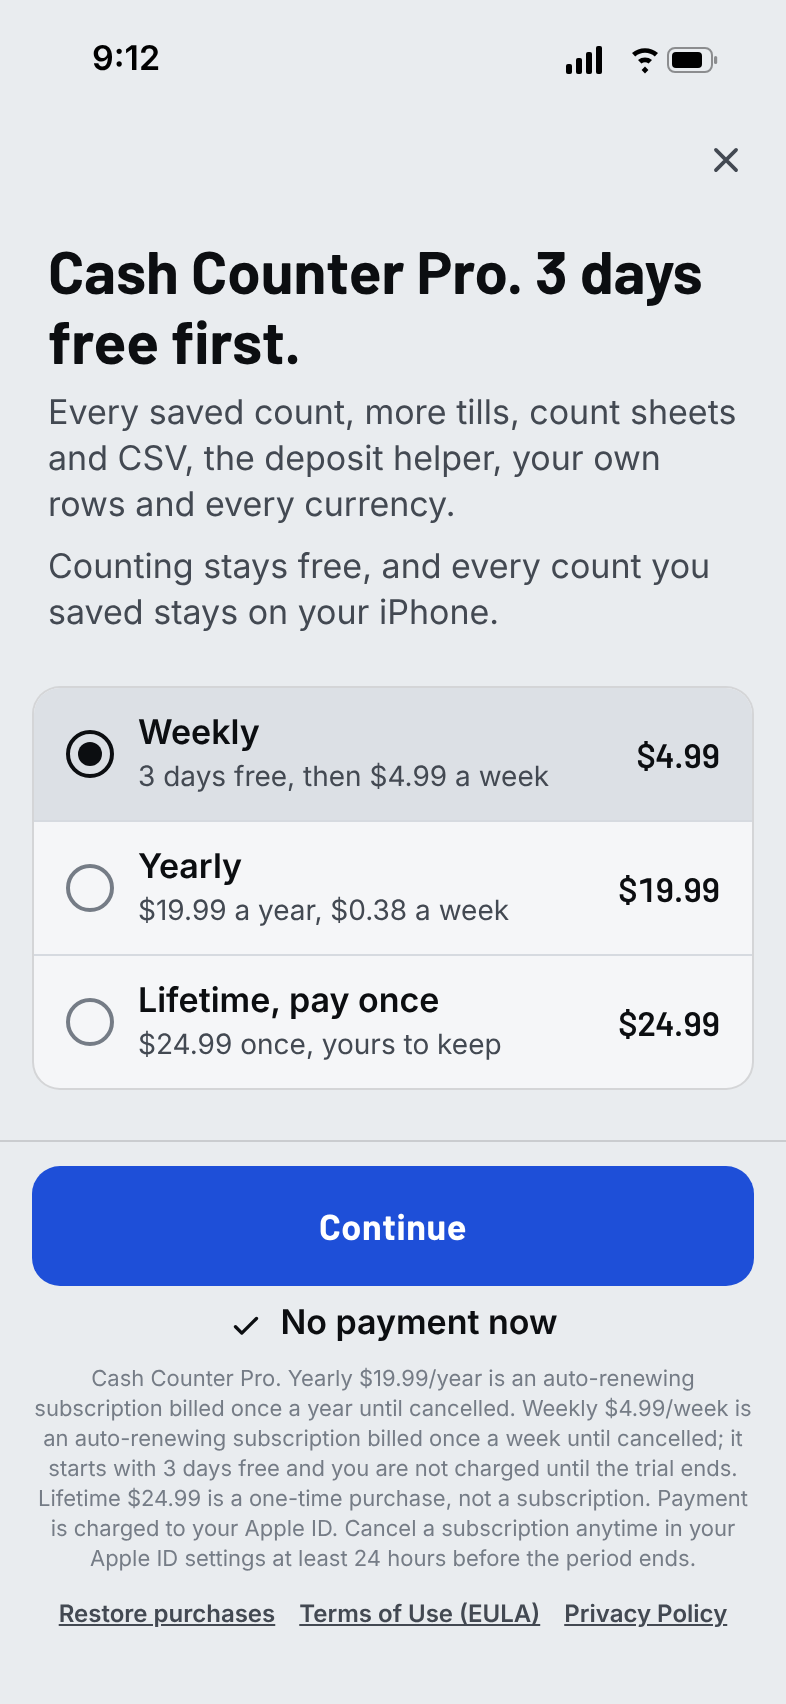 9:12
Cash Counter Pro. 3 days
free first.
Every saved count, more tills, count sheets
and CSV, the deposit helper, your own
rows and every currency.
Counting stays free, and every count you
saved stays on your iPhone.
Weekly
3 days free, then $4.99 a week
$4.99
Yearly
$19.99 a year, $0.38 a week
$19.99
Lifetime, pay once
$24.99 once, yours to keep
$24.99
Continue
No payment now
Cash Counter Pro. Yearly $19.99/year is an auto-renewing
subscription billed once a year until cancelled. Weekly $4.99/week is
an auto-renewing subscription billed once a week until cancelled; it
starts with 3 days free and you are not charged until the trial ends.
Lifetime $24.99 is a one-time purchase, not a subscription. Payment
is charged to your Apple ID. Cancel a subscription anytime in your
Apple ID settings at least 24 hours before the period ends.
Restore purchases Terms of Use (EULA) Privacy Policy